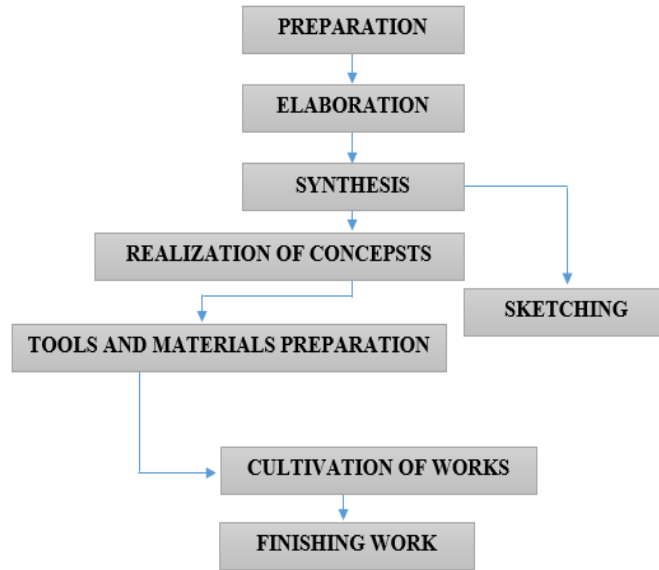 PREPARATION
ELABORATION
SYNTHESIS
REALIZATION OF CONCEPSTS
SKETCHING
TOOLS AND MATERIALS PREPARATION
CULTIVATION OF WORKS
FINISHING WORK